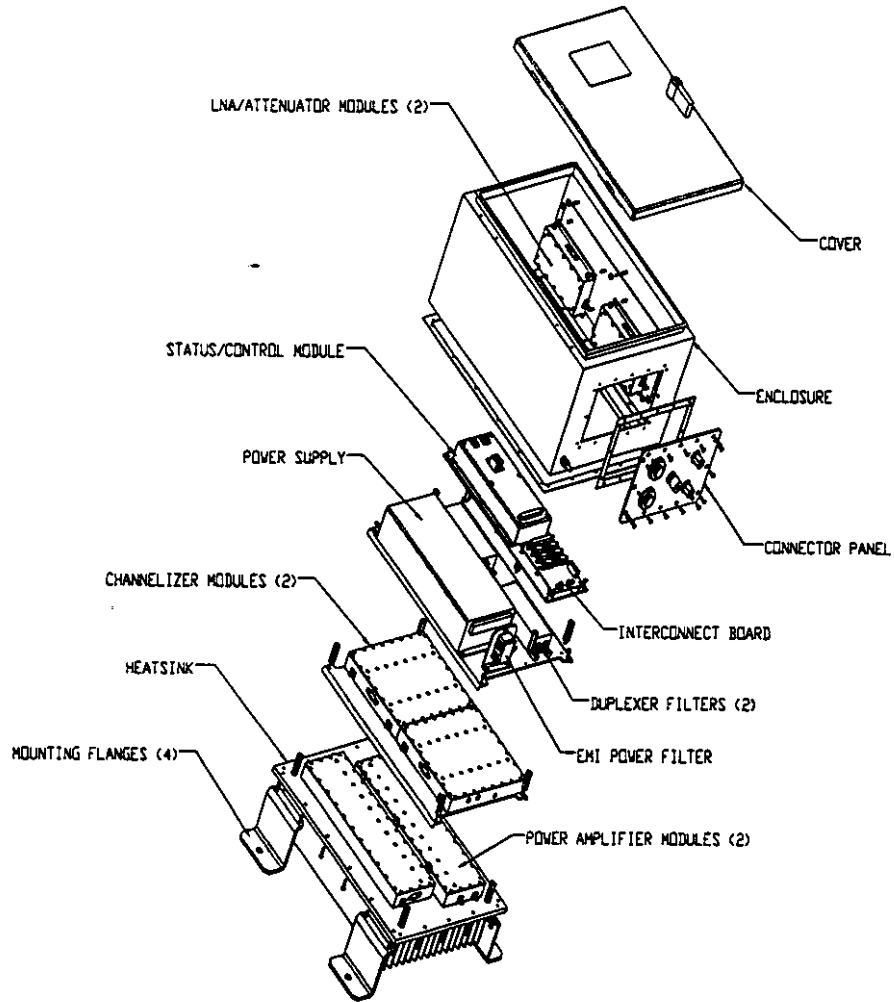 LNA/ATTENUATOR MODULES (2)
COVER
STATUS/CONTROL MODULE
ENCLOSURE
POWER SUPPLY
CONNECTOR PANEL
CHANNELIZER MODULES (2)
INTERCONNECT BOARD
HEATSINK
DUPLEXER FILTERS (2)
MOUNTING FLANGES (4)
EMI POWER FILTER
POWER AMPLIFIER MODULES (2)